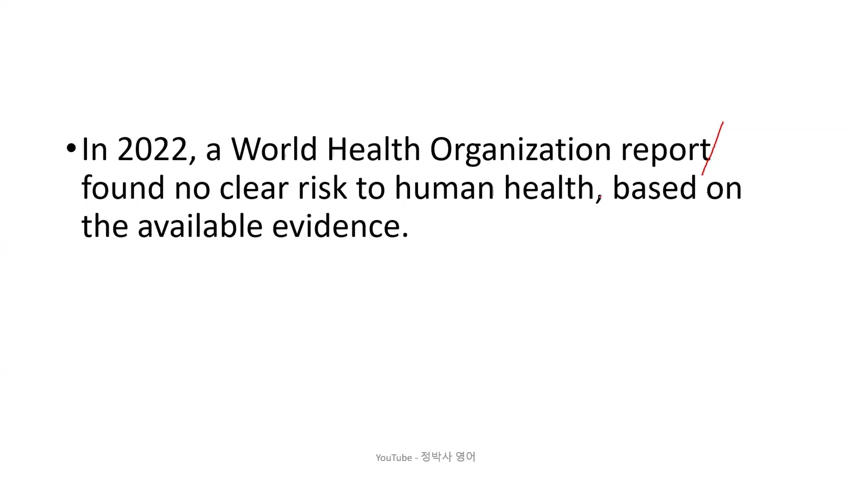 •In 2022, a World Health Organization report
found no clear risk to human health, based on
the available evidence.
YouTube - 정박사 영어